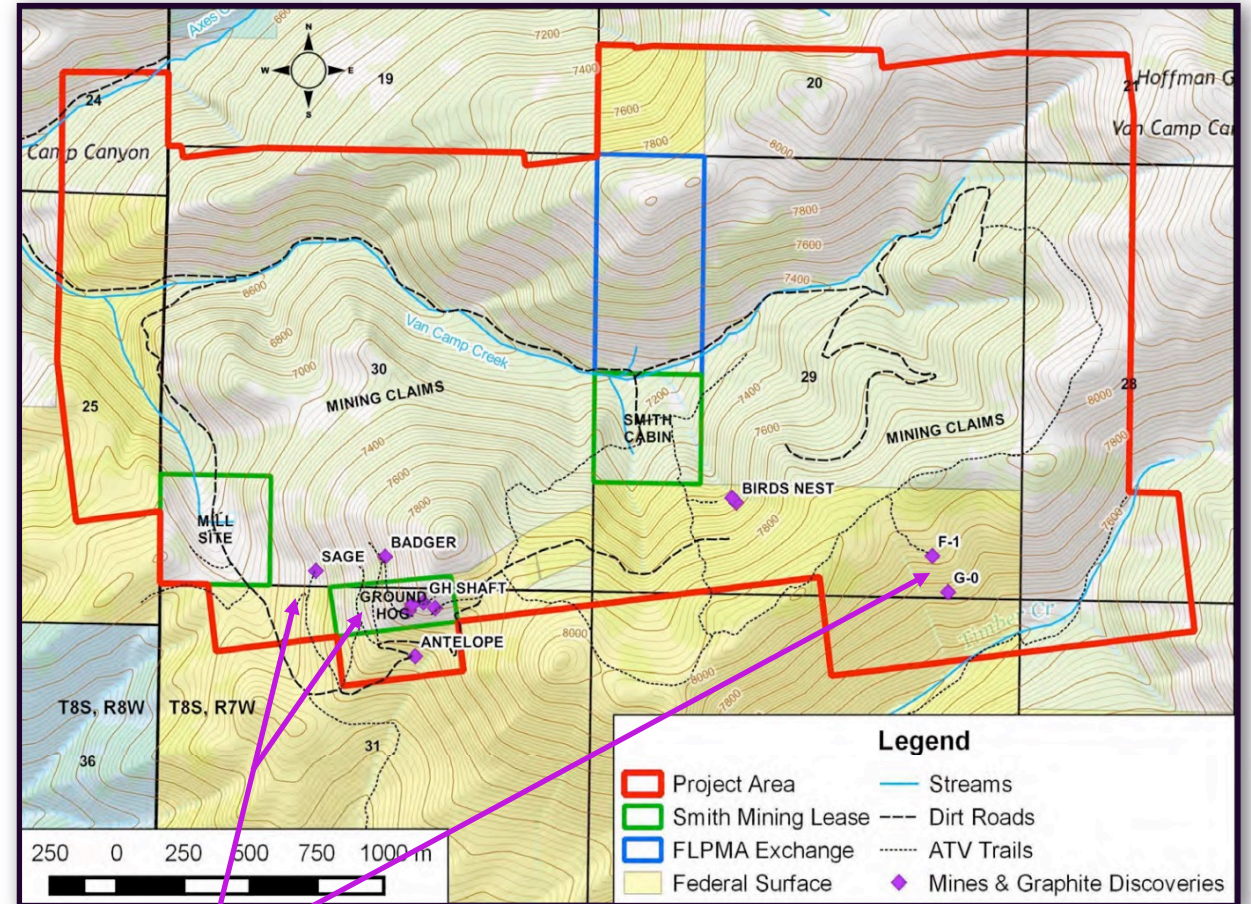 Axes C
N
W
E
S
7200
7400
19
20
21
Hoffman G
24
7600
Van Camp Ca
Camp Canyon
7800
8000
7800
7600
7400
6600
Van Camp Creek
6800
7000
30
29
28
MINING CLAIMS
7200
7400
8000
25
SMITH
CABIN
7600
MINING CLAIMS
7400
7800
7600
BIRDS NEST
7800
7800
7600
MILL
SITE
BADGER
SAGE
F-1
GH SHAFT
GROUND
HOG
G-0
Timber Cr
ANTELOPE
8000
8000
7800
T8S, R8W
T8S, R7W
31
36
Legend
Project Area
Streams
Smith Mining Lease
Dirt Roads
FLPMA Exchange
ATV Trails
Federal Surface
Mines & Graphite Discoveries
250 0 250 500 750 1000 m